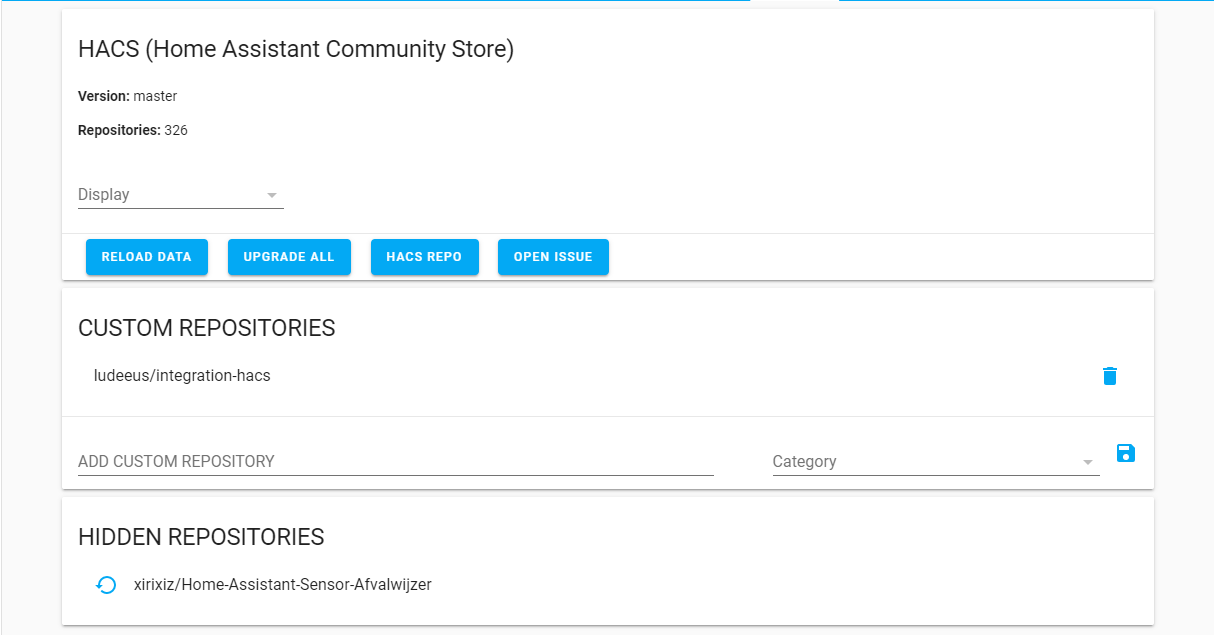 HACS (Home Assistant Community Store)
Version: master
Repositories: 326
Display
RELOAD DATA
UPGRADE ALL
HACS REPO
OPEN ISSUE
CUSTOM REPOSITORIES
ludeeus/integration-hacs
ADD CUSTOM REPOSITORY
Category
HIDDEN REPOSITORIES
xirixiz/Home-Assistant-Sensor-Afvalwijzer